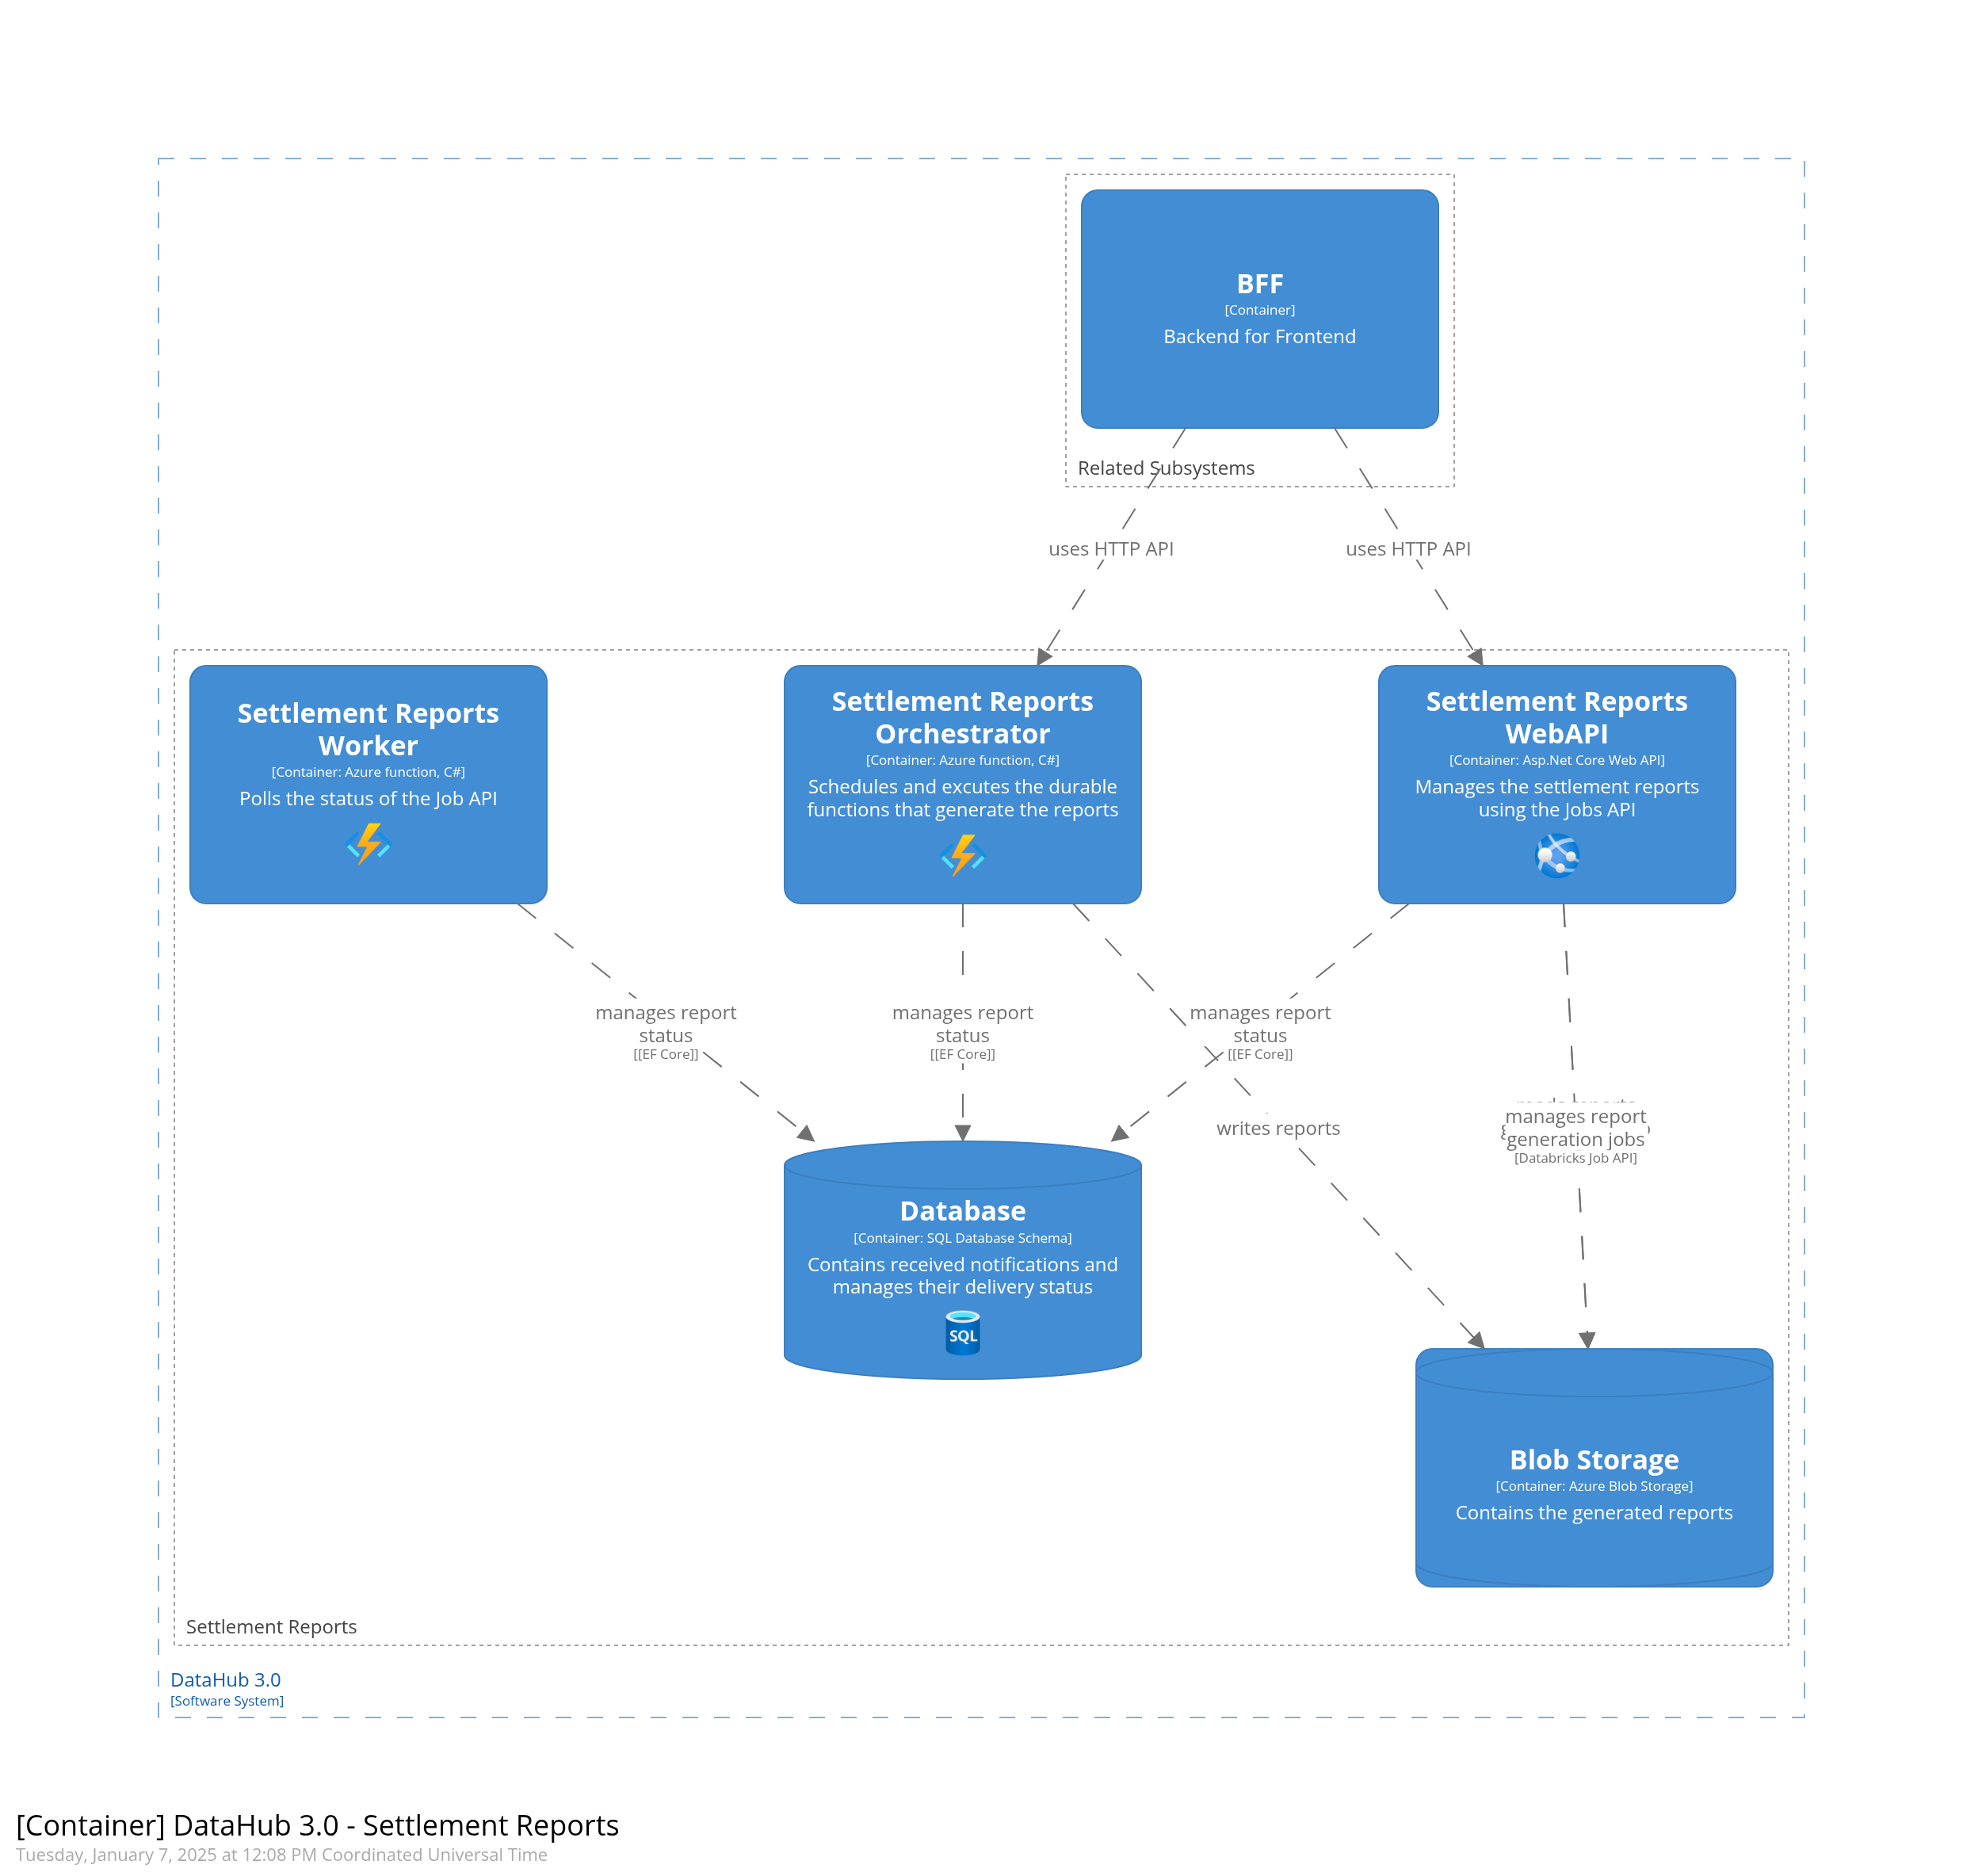 BFF
[Container]
Backend for Frontend
Related Subsystems
uses HTTP API
uses HTTP API
Settlement Reports
Worker
[Container: Azure function, C#]
Polls the status of the Job API
Settlement Reports
Orchestrator
[Container: Azure function, C#]
Schedules and excutes the durable
functions that generate the reports
Settlement Reports
WebAPI
[Container: Asp.Net Core Web API]
Manages the settlement reports
using the Jobs API
manages report
status
[[EF Core]]
manages report
status
[[EF Core]]
manages report
status
[[EF Core]]
writes reports
manages report
generation jobs
[Databricks Job API]
Database
[Container: SQL Database Schema]
Contains received notifications and
manages their delivery status
SQL
Blob Storage
[Container: Azure Blob Storage]
Contains the generated reports
Settlement Reports
DataHub 3.0
[Software System]
[Container] DataHub 3.0 - Settlement Reports
Tuesday, January 7, 2025 at 12:08 PM Coordinated Universal Time